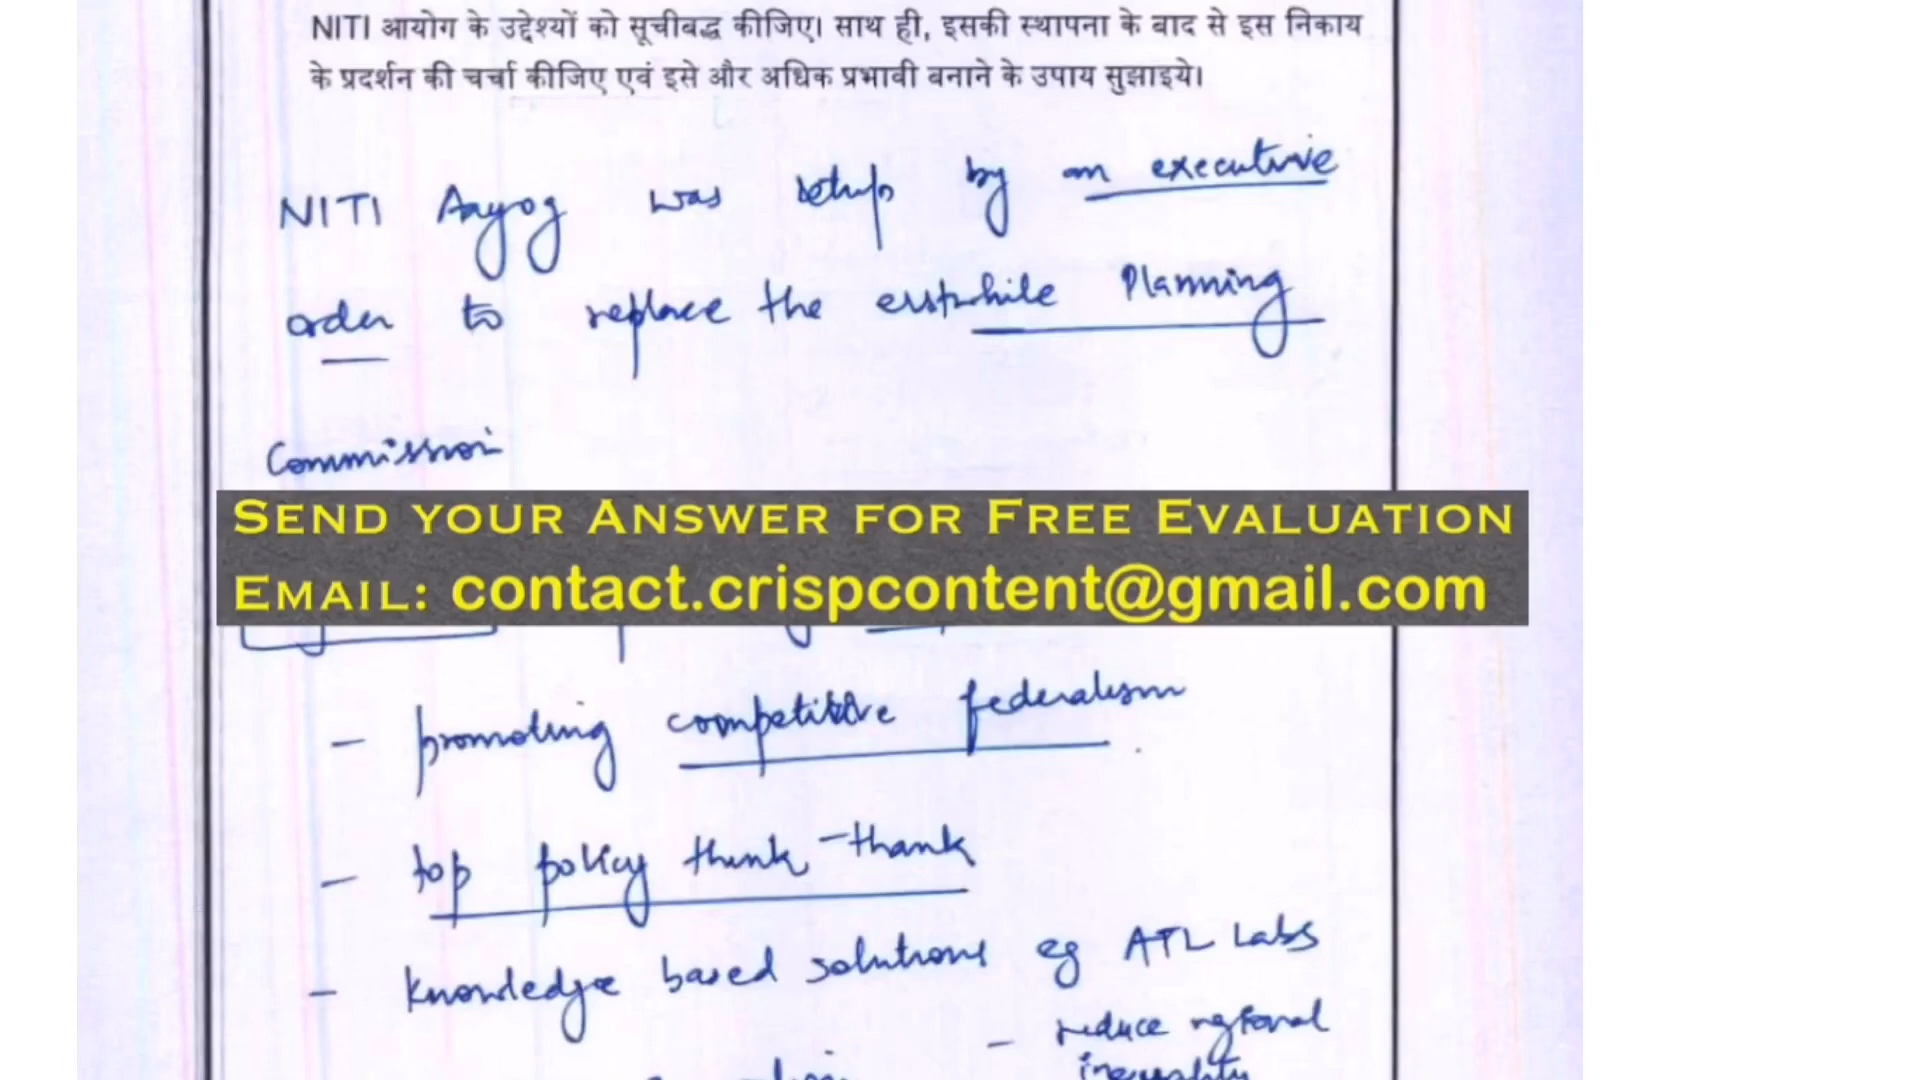 NITI आयोग के उद्देश्यों को सूचीबद्ध कीजिए। साथ ही, इसकी स्थापना के बाद से इस निकाय
के प्रदर्शन की चर्चा कीजिए एवं इसे और अधिक प्रभावी बनाने के उपाय सुझाइये।
NITI Aayog was setup by an executive
order to replace the erstwhile Planning
Commission
SEND YOUR ANSWER FOR FREE EVALUATION
EMAIL: contact.crispcontent@gmail.com
- promoting competitive federalism
- top policy think-thank
- knowledge based solutions eg ATL Labs
- reduce regional
inequality